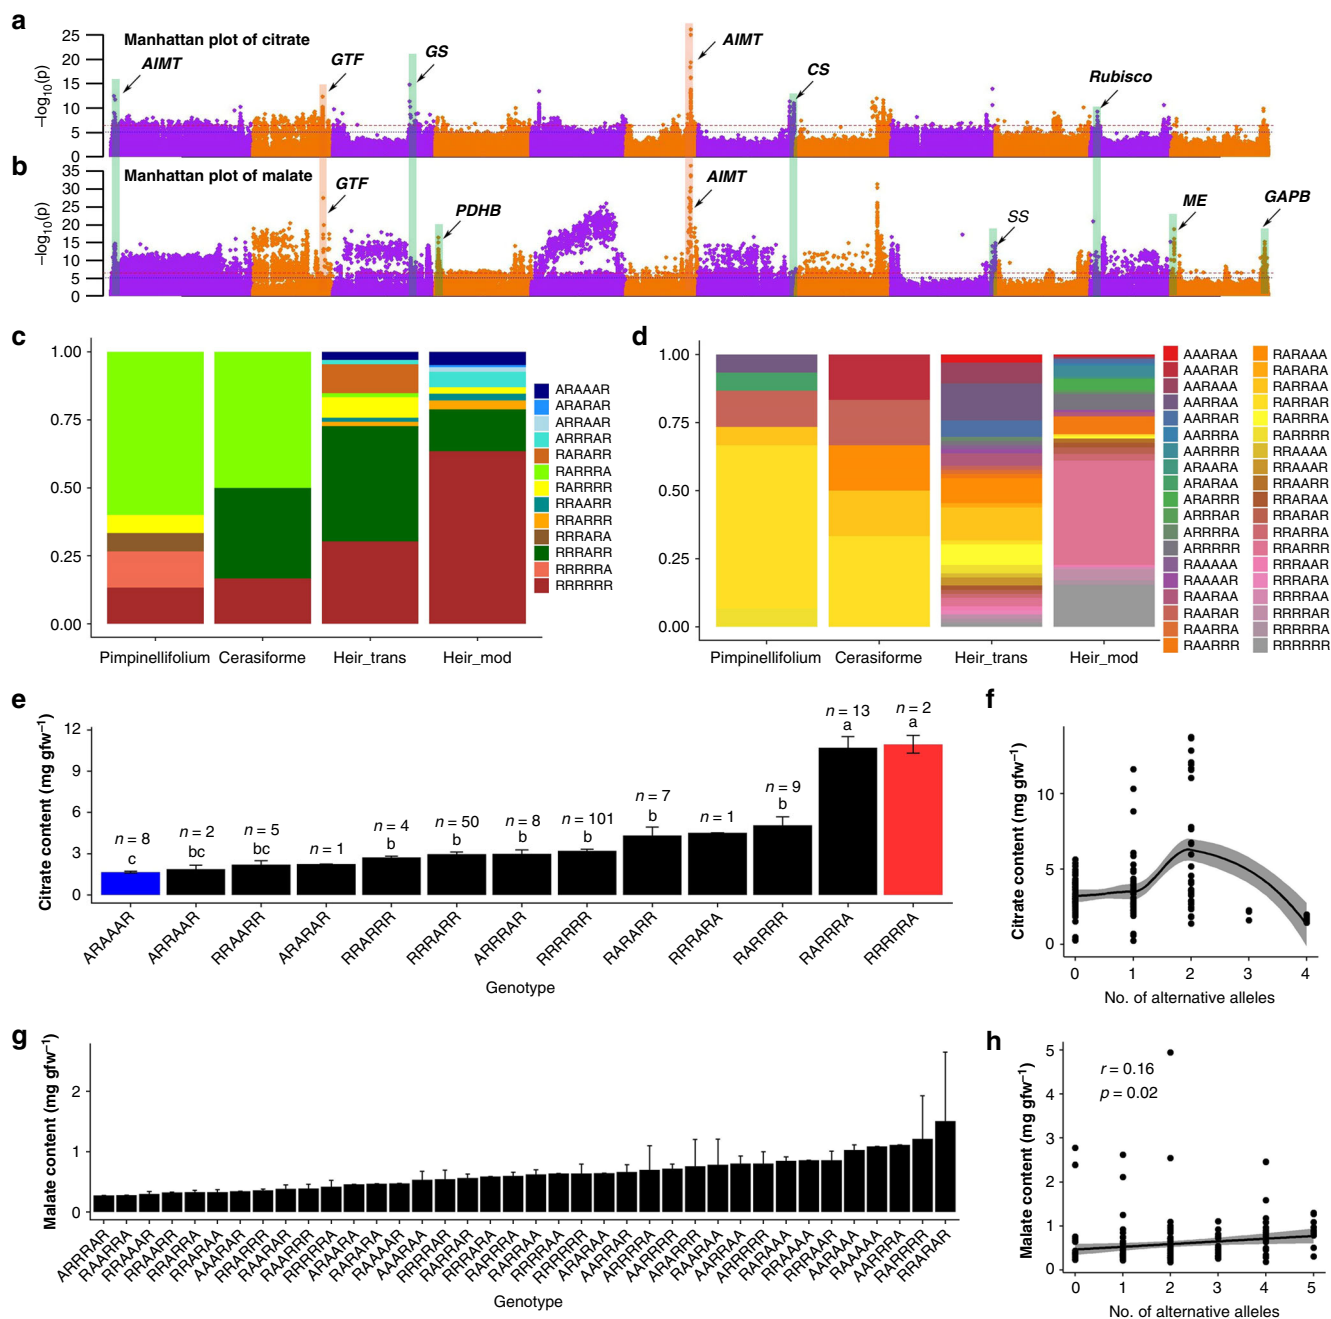 a
Manhattan plot of citrate
AIMT
GTF
GS
AIMT
CS
Rubisco
–log10(p)
25
20
15
10
5
0
b
Manhattan plot of malate
GTF
PDHB
AIMT
SS
ME
GAPB
–log10(p)
35
30
25
20
15
10
5
0
c
1.00
0.75
0.50
0.25
0.00
Pimpinellifolium
Cerasiforme
Heir_trans
Heir_mod
ARAAAR
ARARAR
ARRAAR
ARRRAR
RARARR
RARRRA
RARRRR
RRAARR
RRARRR
RRRARA
RRRARR
RRRRRA
RRRRRR
d
1.00
0.75
0.50
0.25
0.00
Pimpinellifolium
Cerasiforme
Heir_trans
Heir_mod
AAARAA
AAARAR
AARAAA
AARAAR
AARRAR
AARRRA
AARRRR
ARAARA
ARARAA
ARARRR
ARRRAR
ARRRRA
ARRRRR
RAAAAA
RAAAAR
RAARAA
RAARAR
RAARRA
RAARRR
RARAAA
RARARA
RARRAA
RARRAR
RARRRA
RARRRR
RRAAAA
RRAAAR
RRAARR
RRARAA
RRARAR
RRARRA
RRARRR
RRRAAR
RRRARA
RRRRAA
RRRRAR
RRRRRA
RRRRRR
e
Citrate content (mg gfw–1)
12
9
6
3
0
n = 8
c
n = 2
bc
n = 5
bc
n = 1
n = 4
b
n = 50
b
n = 8
b
n = 101
b
n = 7
b
n = 1
n = 9
b
n = 13
a
n = 2
a
ARAAAR
ARRAAR
RRAARR
ARARAR
RRARRR
RRRARR
ARRRAR
RRRRRR
RARARR
RRRARA
RARRRR
RARRRA
RRRRRA
Genotype
f
Citrate content (mg gfw–1)
10
5
0
0
1
2
3
4
No. of alternative alleles
g
Malate content (mg gfw–1)
2
1
0
Genotype
h
Malate content (mg gfw–1)
5
4
3
2
1
0
r = 0.16
p = 0.02
0
1
2
3
4
5
No. of alternative alleles